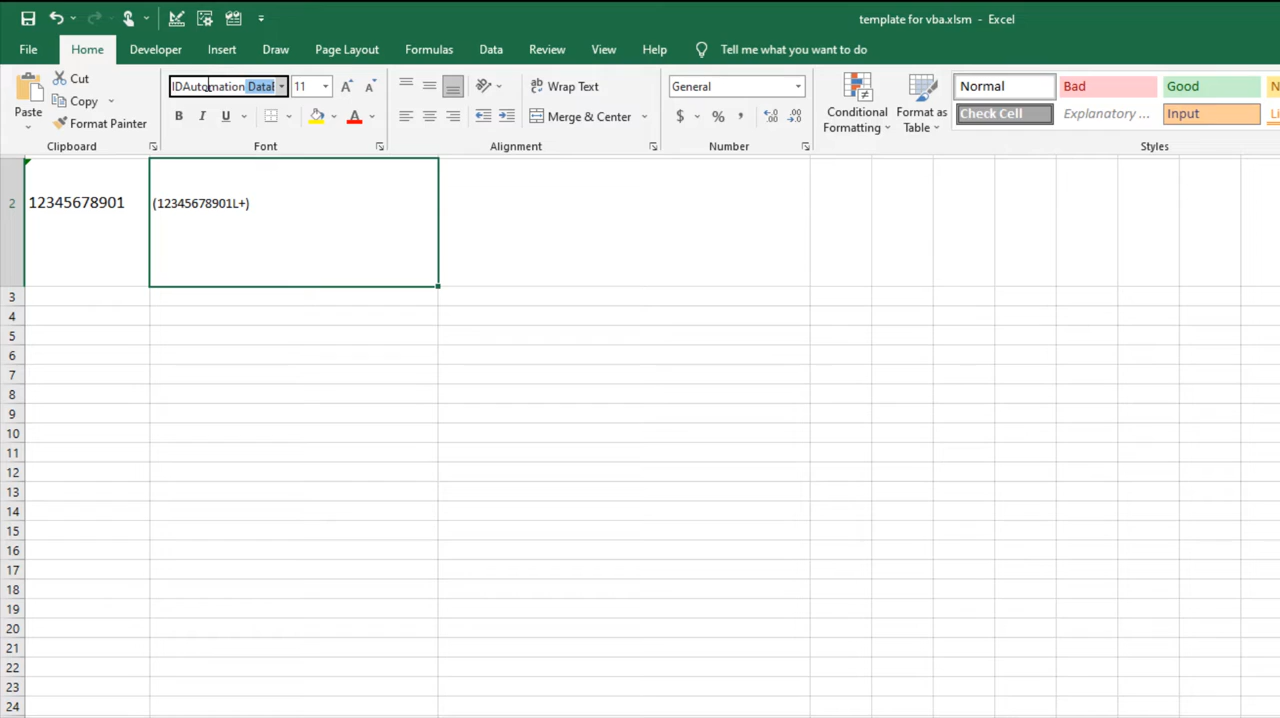 template for vba.xlsm - Excel
File Home Developer Insert Draw Page Layout Formulas Data Review View Help Tell me what you want to do
Paste
Cut
Copy
Format Painter
Clipboard
IDAutomation 11
B I U A
Font
Wrap Text
Merge & Center
Alignment
General
$ % ,
Number
Conditional Formatting
Format as Table
Normal Bad Good
Check Cell Explanatory ... Input
Styles
2 12345678901 (12345678901L+)
3
4
5
6
7
8
9
10
11
12
13
14
15
16
17
18
19
20
21
22
23
24